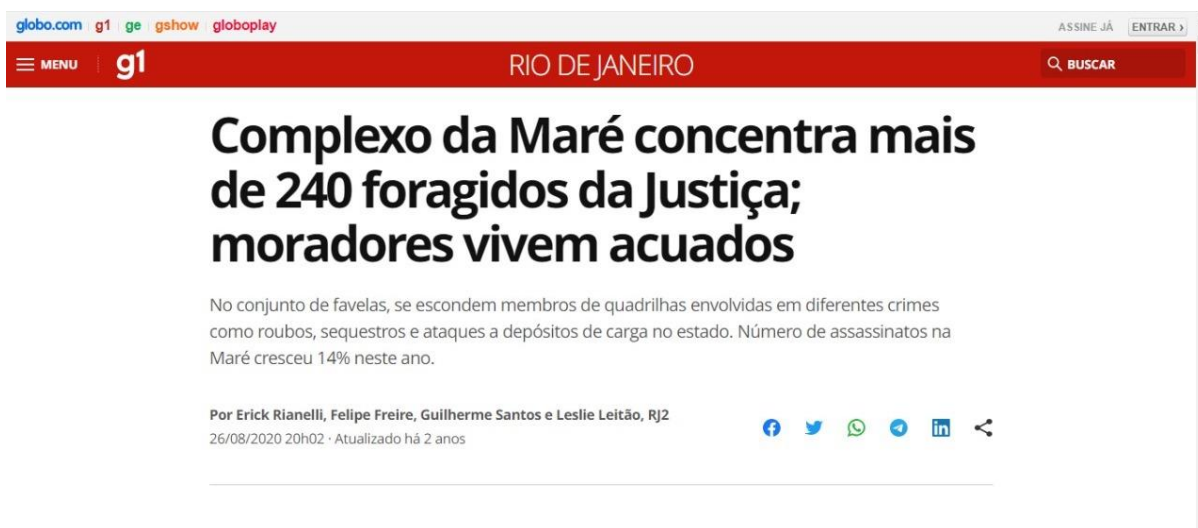 globo.com g1 ge gshow globoplay ASSINE JÁ ENTRAR ›
MENU g1 RIO DE JANEIRO BUSCAR
Complexo da Maré concentra mais
de 240 foragidos da Justiça;
moradores vivem acuados
No conjunto de favelas, se escondem membros de quadrilhas envolvidas em diferentes crimes
como roubos, sequestros e ataques a depósitos de carga no estado. Número de assassinatos na
Maré cresceu 14% neste ano.
Por Erick Rianelli, Felipe Freire, Guilherme Santos e Leslie Leitão, RJ2
26/08/2020 20h02 · Atualizado há 2 anos